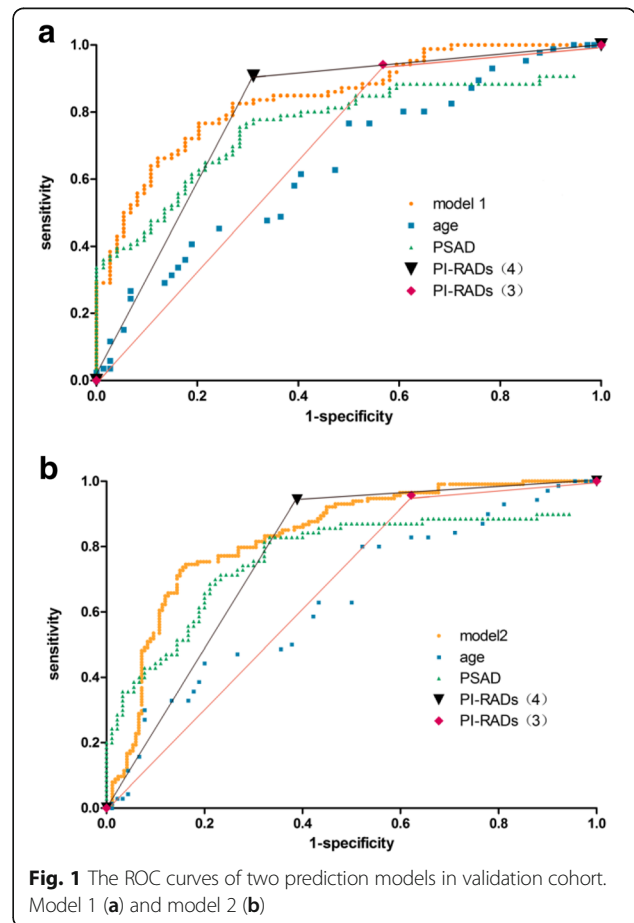 a
1.0
0.8
0.6
0.4
0.2
0.0
sensitivity
model 1
age
PSAD
PI-RADs（4）
PI-RADs（3）
0.0 0.2 0.4 0.6 0.8 1.0
1-specificity
b
1.0
0.8
0.6
0.4
0.2
0.0
sensitivity
model2
age
PSAD
PI-RADs（4）
PI-RADs（3）
0.0 0.2 0.4 0.6 0.8 1.0
1-specificity
Fig. 1 The ROC curves of two prediction models in validation cohort.
Model 1 (a) and model 2 (b)